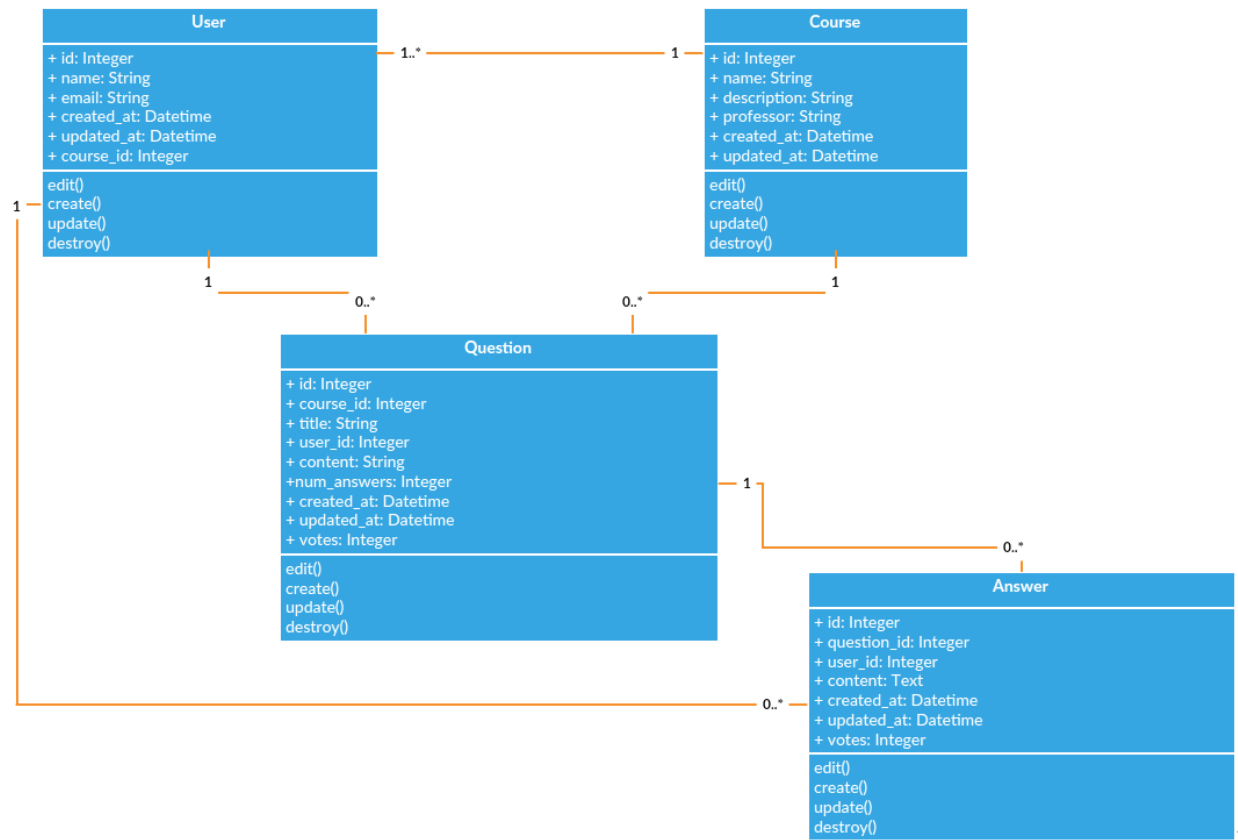 User
+ id: Integer
+ name: String
+ email: String
+ created_at: Datetime
+ updated_at: Datetime
+ course_id: Integer
edit()
create()
update()
destroy()
1..*
1
Course
+ id: Integer
+ name: String
+ description: String
+ professor: String
+ created_at: Datetime
+ updated_at: Datetime
edit()
create()
update()
destroy()
1
1
0..*
0..*
1
Question
+ id: Integer
+ course_id: Integer
+ title: String
+ user_id: Integer
+ content: String
+num_answers: Integer
+ created_at: Datetime
+ updated_at: Datetime
+ votes: Integer
edit()
create()
update()
destroy()
1
0..*
0..*
Answer
+ id: Integer
+ question_id: Integer
+ user_id: Integer
+ content: Text
+ created_at: Datetime
+ updated_at: Datetime
+ votes: Integer
edit()
create()
update()
destroy()